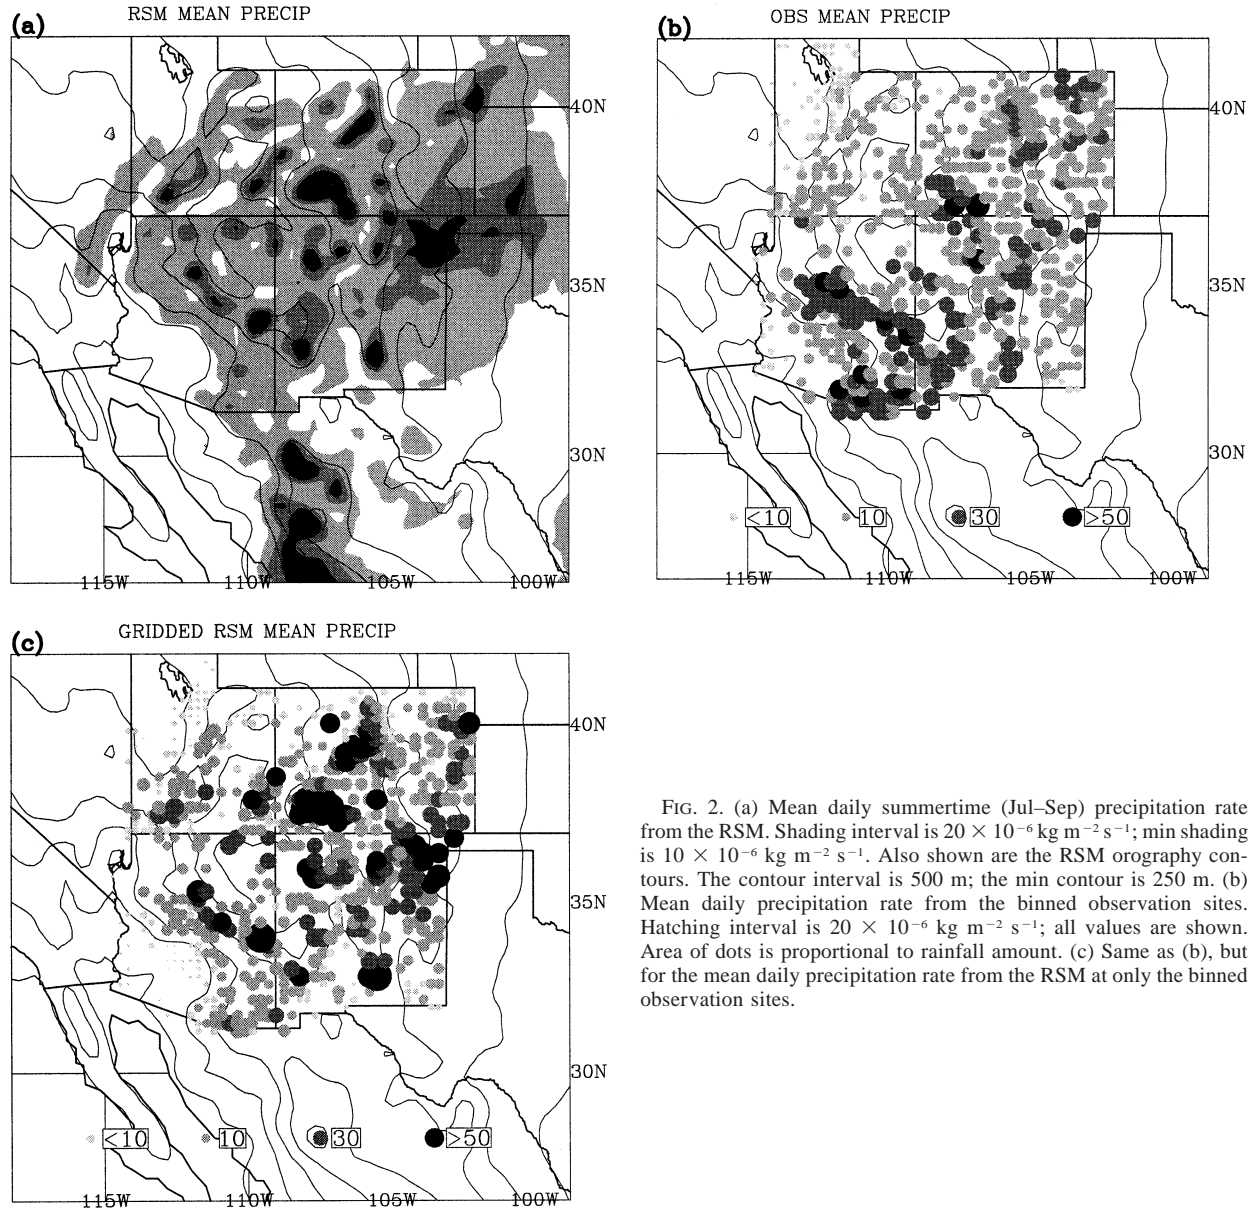 (a)
RSM MEAN PRECIP
40N
35N
30N
115W 110W 105W 100W
(b)
OBS MEAN PRECIP
40N
35N
30N
<10 10 30 >50
115W 110W 105W 100W
(c)
GRIDDED RSM MEAN PRECIP
40N
35N
30N
<10 10 30 >50
115W 110W 105W 100W
FIG. 2. (a) Mean daily summertime (Jul–Sep) precipitation rate
from the RSM. Shading interval is 20 × 10⁻⁶ kg m⁻² s⁻¹; min shading
is 10 × 10⁻⁶ kg m⁻² s⁻¹. Also shown are the RSM orography con-
tours. The contour interval is 500 m; the min contour is 250 m. (b)
Mean daily precipitation rate from the binned observation sites.
Hatching interval is 20 × 10⁻⁶ kg m⁻² s⁻¹; all values are shown.
Area of dots is proportional to rainfall amount. (c) Same as (b), but
for the mean daily precipitation rate from the RSM at only the binned
observation sites.